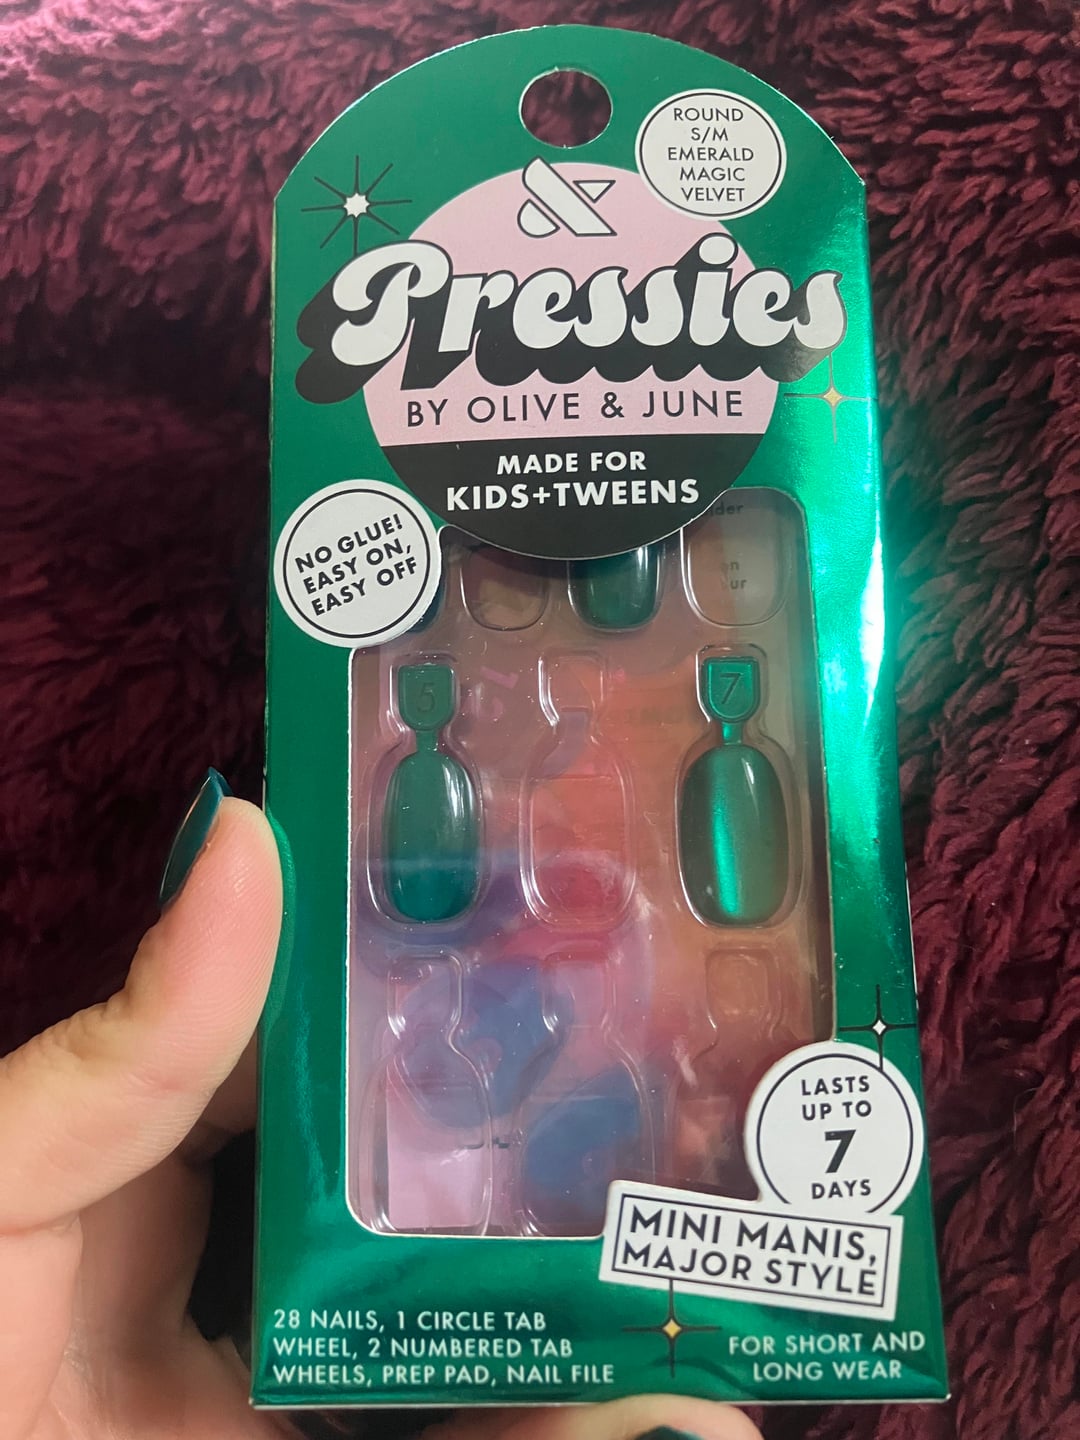 ROUND
S/M
EMERALD
MAGIC
VELVET
&
Pressies
BY OLIVE & JUNE
MADE FOR
KIDS+TWEENS
NO GLUE!
EASY ON,
EASY OFF
5
7
LASTS
UP TO
7
DAYS
MINI MANIS,
MAJOR STYLE
28 NAILS, 1 CIRCLE TAB
WHEEL, 2 NUMBERED TAB
WHEELS, PREP PAD, NAIL FILE
FOR SHORT AND
LONG WEAR